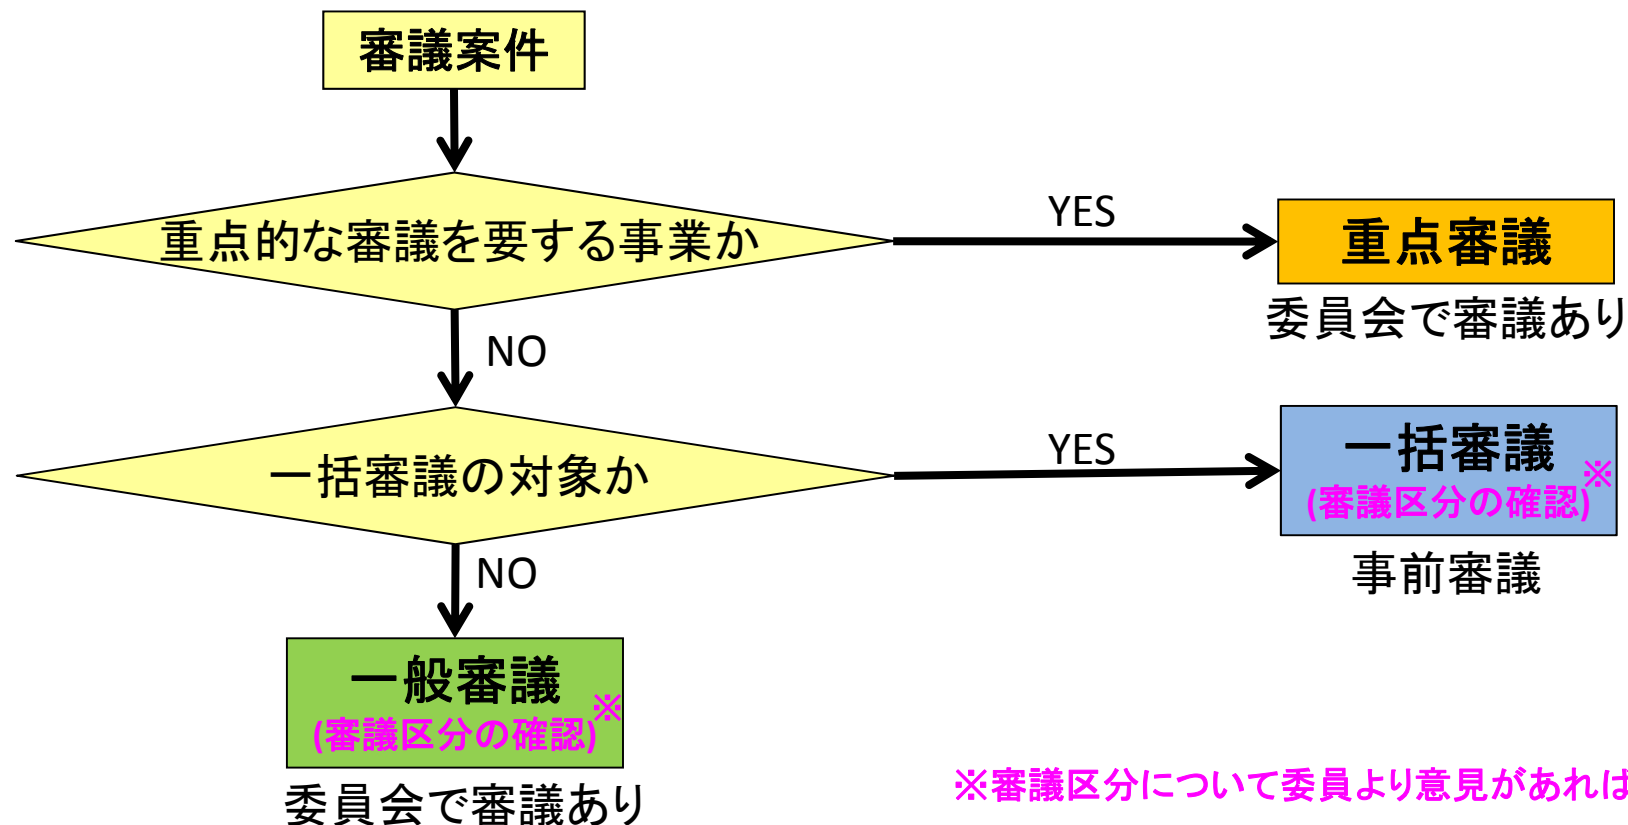 審議案件
重点的な審議を要する事業か
YES
重点審議
委員会で審議あり
NO
一括審議の対象か
YES
一括審議
(審議区分の確認)※
事前審議
NO
一般審議
(審議区分の確認)※
委員会で審議あり
※審議区分について委員より意見があれば